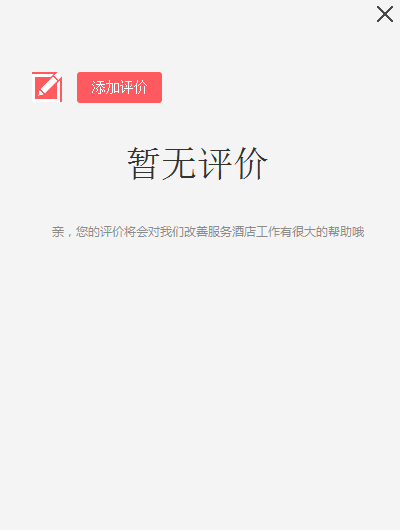 添加评价
暂无评价
亲，您的评价将会对我们改善服务酒店工作有很大的帮助哦